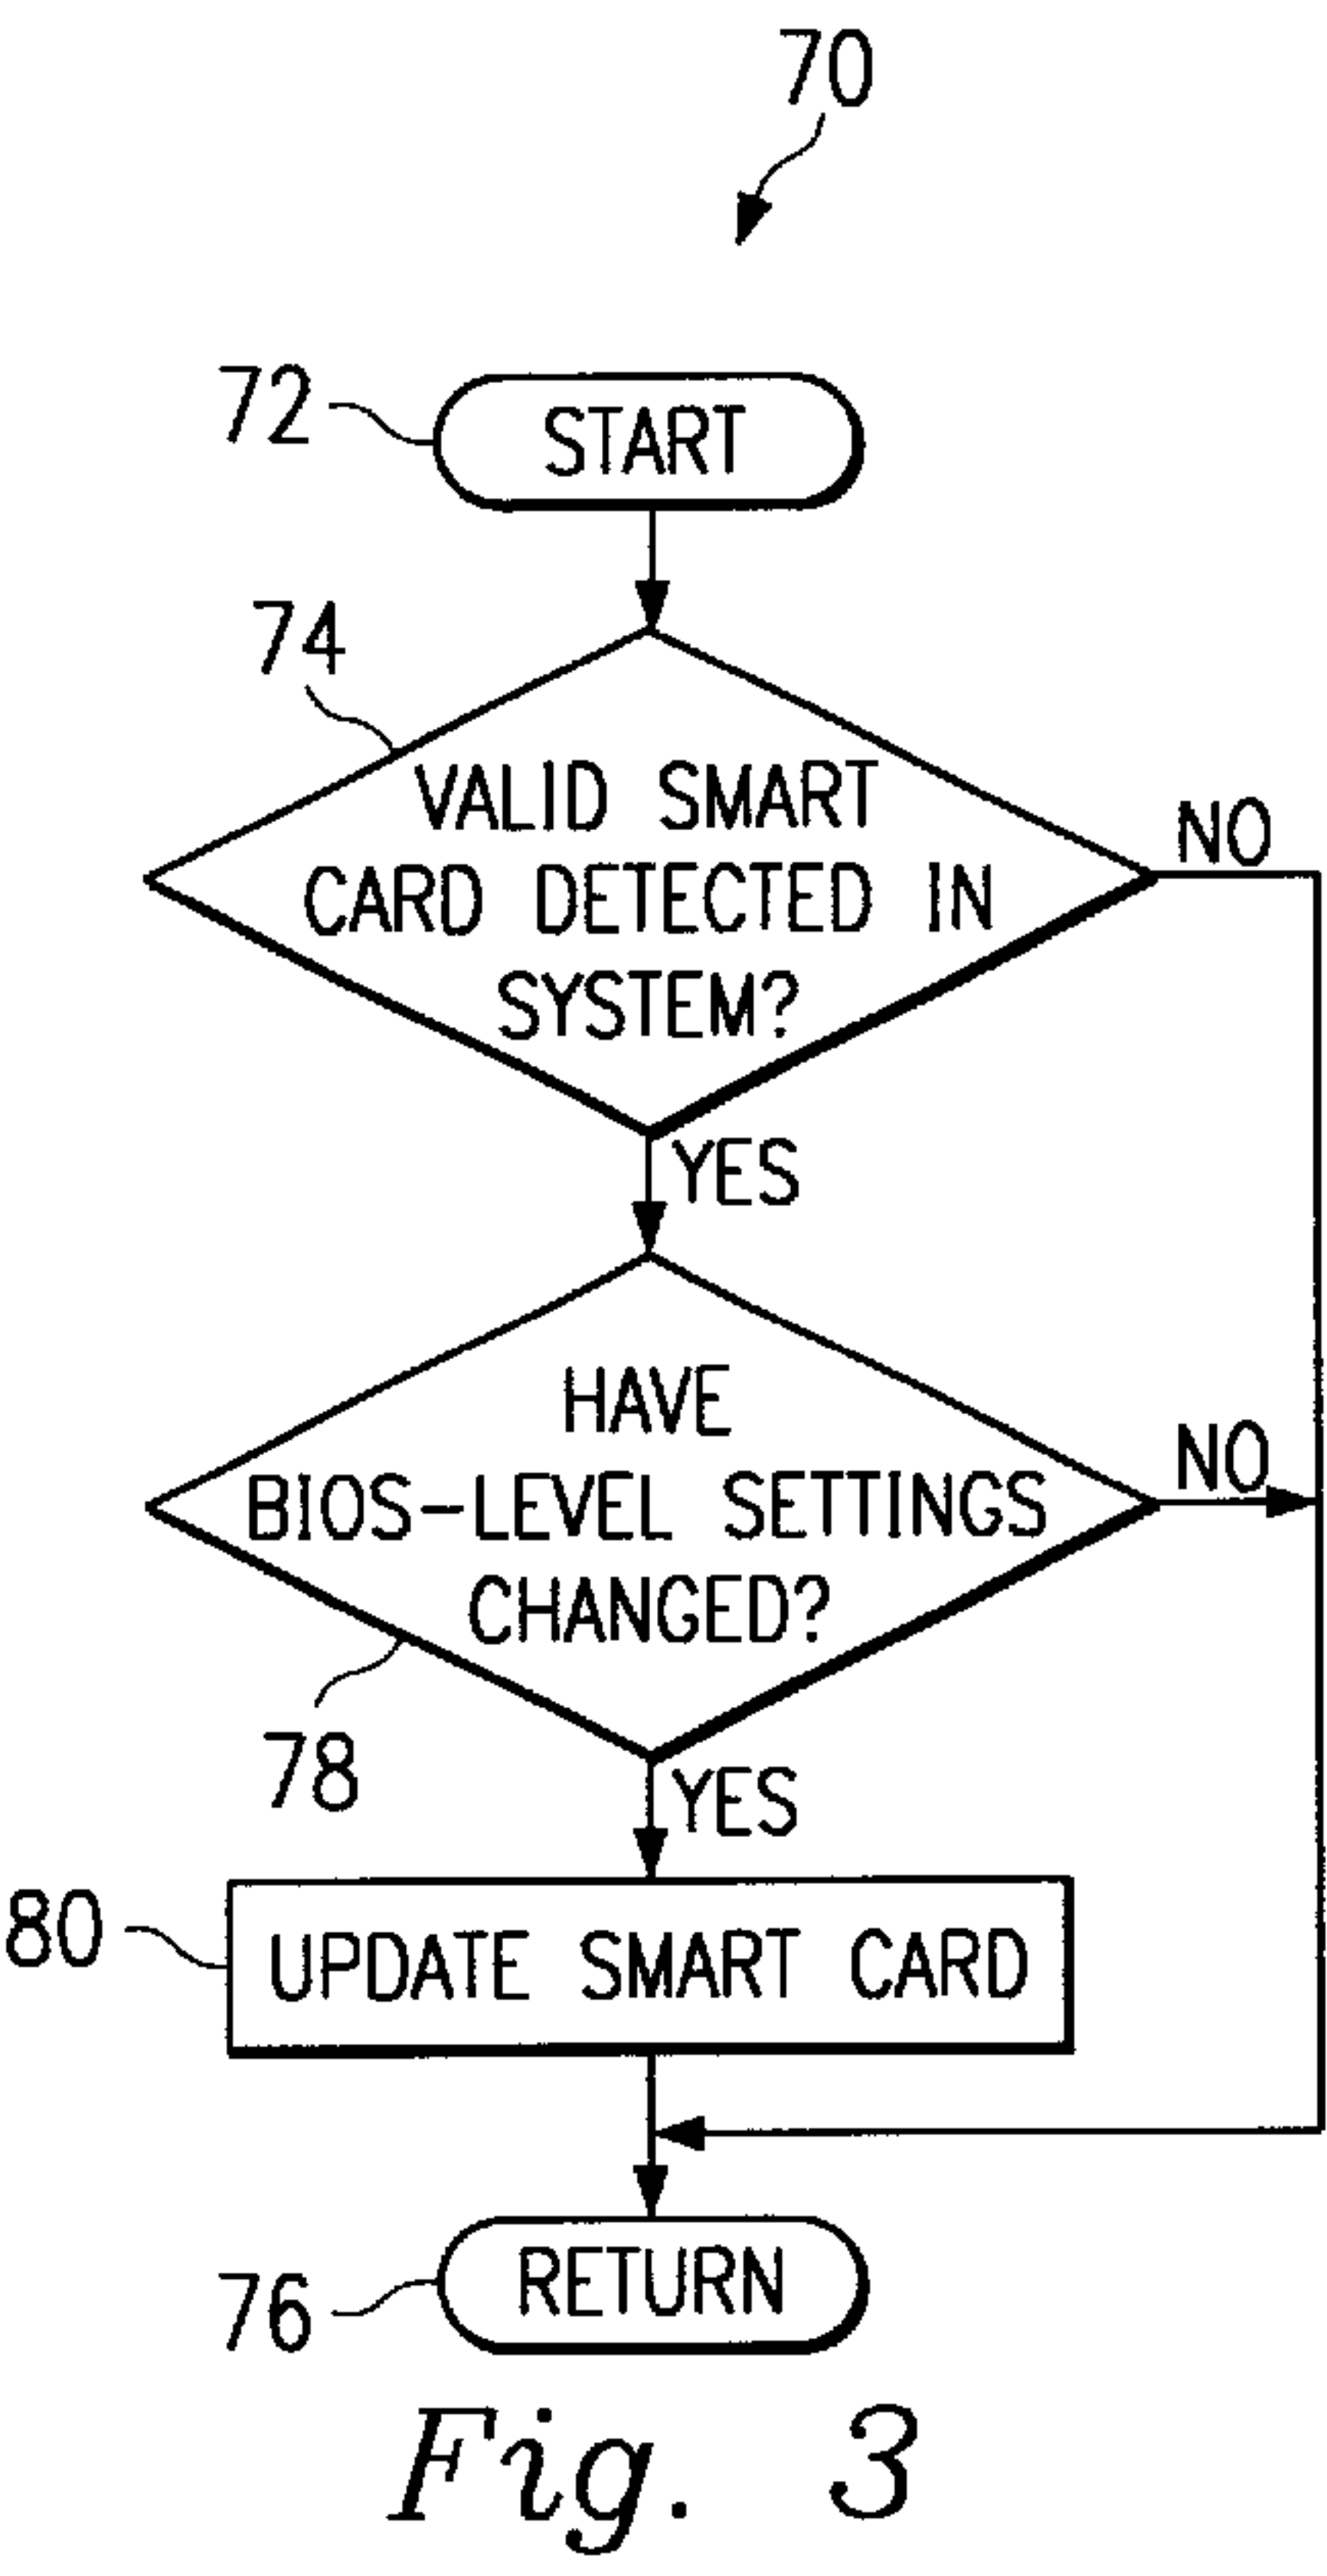 70
72
START
74
VALID SMART
CARD DETECTED IN
SYSTEM?
NO
YES
HAVE
BIOS-LEVEL SETTINGS
CHANGED?
NO
78
YES
80
UPDATE SMART CARD
76
RETURN
Fig. 3